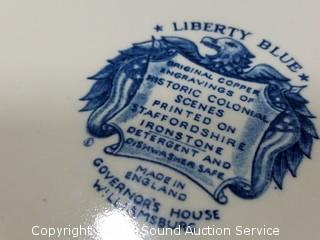 ★ LIBERTY BLUE ★
ORIGINAL COPPER
ENGRAVINGS OF
HISTORIC COLONIAL
SCENES
PRINTED ON
STAFFORDSHIRE
IRONSTONE
DETERGENT AND
DISHWASHER SAFE
©
MADE IN
ENGLAND
GOVERNOR'S HOUSE
WILLIAMSBURG
Copyright Sound Auction Service